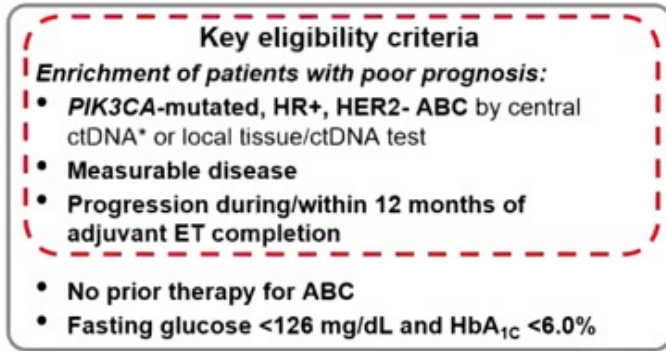 Key eligibility criteria
Enrichment of patients with poor prognosis:
• PIK3CA-mutated, HR+, HER2- ABC by central
ctDNA* or local tissue/ctDNA test
• Measurable disease
• Progression during/within 12 months of
adjuvant ET completion
• No prior therapy for ABC
• Fasting glucose <126 mg/dL and HbA1C <6.0%